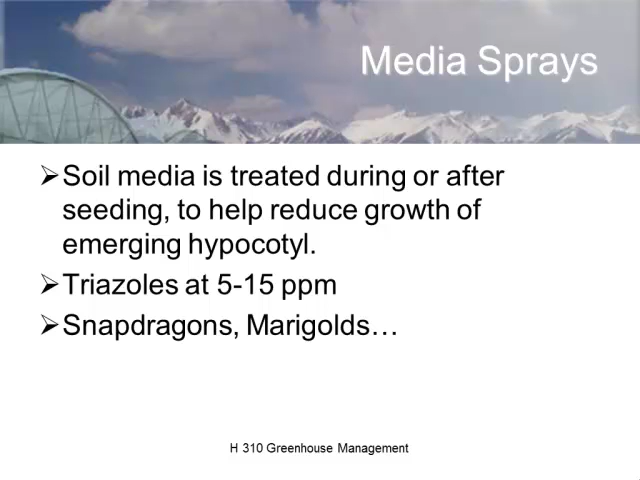 Media Sprays
➢Soil media is treated during or after
seeding, to help reduce growth of
emerging hypocotyl.
➢Triazoles at 5-15 ppm
➢Snapdragons, Marigolds…
H 310 Greenhouse Management